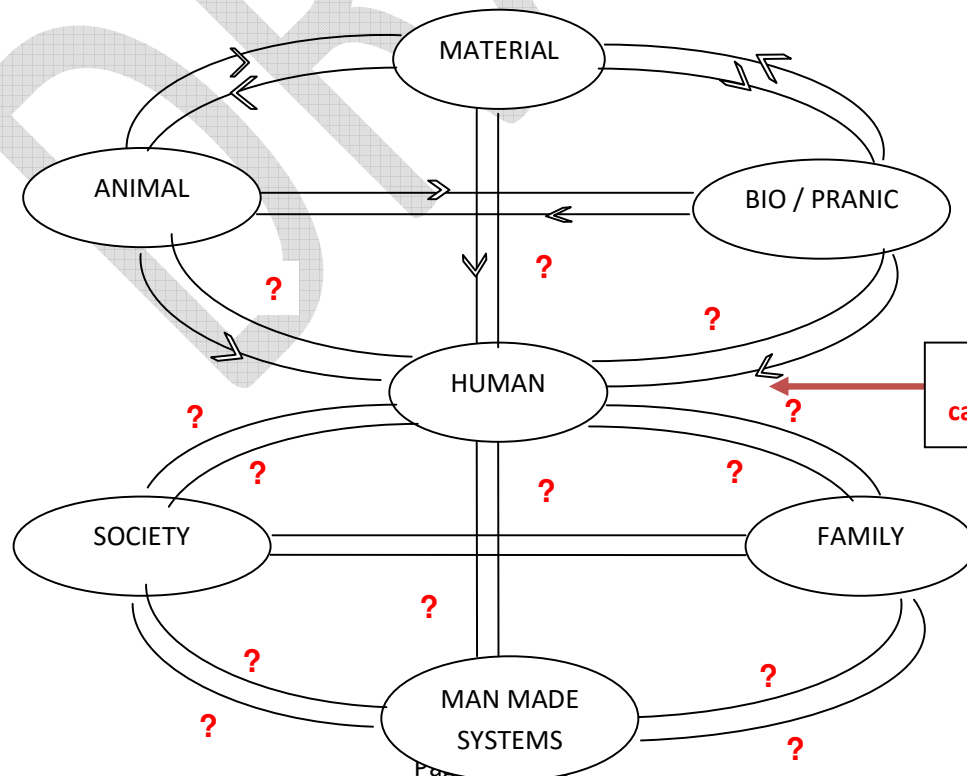 MATERIAL
ANIMAL
BIO / PRANIC
?
?
?
HUMAN
?
?
?
?
?
SOCIETY
FAMILY
?
?
?
MAN MADE
SYSTEMS
?
?